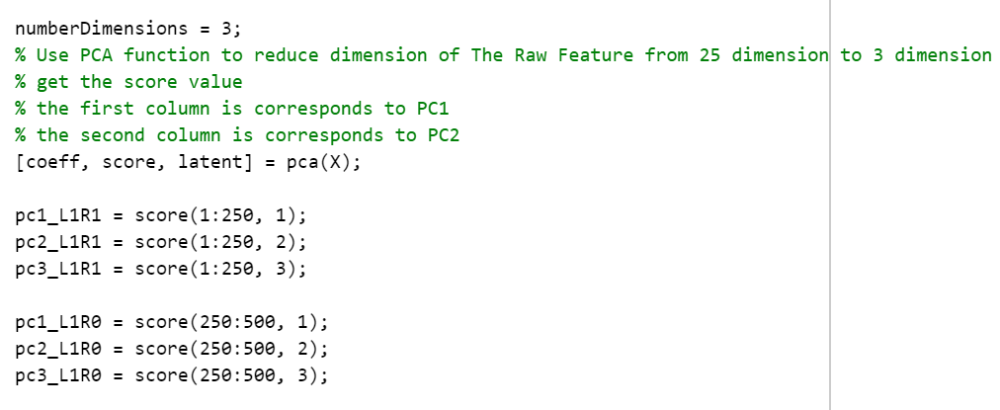 numberDimensions = 3;
% Use PCA function to reduce dimension of The Raw Feature from 25 dimension to 3 dimension
% get the score value
% the first column is corresponds to PC1
% the second column is corresponds to PC2
[coeff, score, latent] = pca(X);
pc1_L1R1 = score(1:250, 1);
pc2_L1R1 = score(1:250, 2);
pc3_L1R1 = score(1:250, 3);
pc1_L1R0 = score(250:500, 1);
pc2_L1R0 = score(250:500, 2);
pc3_L1R0 = score(250:500, 3);